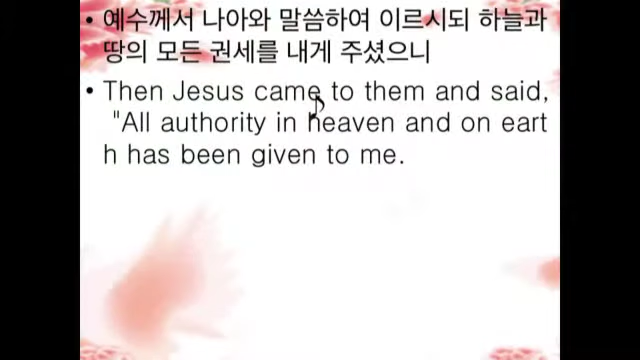 • 예수께서 나아와 말씀하여 이르시되 하늘과
땅의 모든 권세를 내게 주셨으니
• Then Jesus came to them and said,
"All authority in heaven and on eart
h has been given to me.